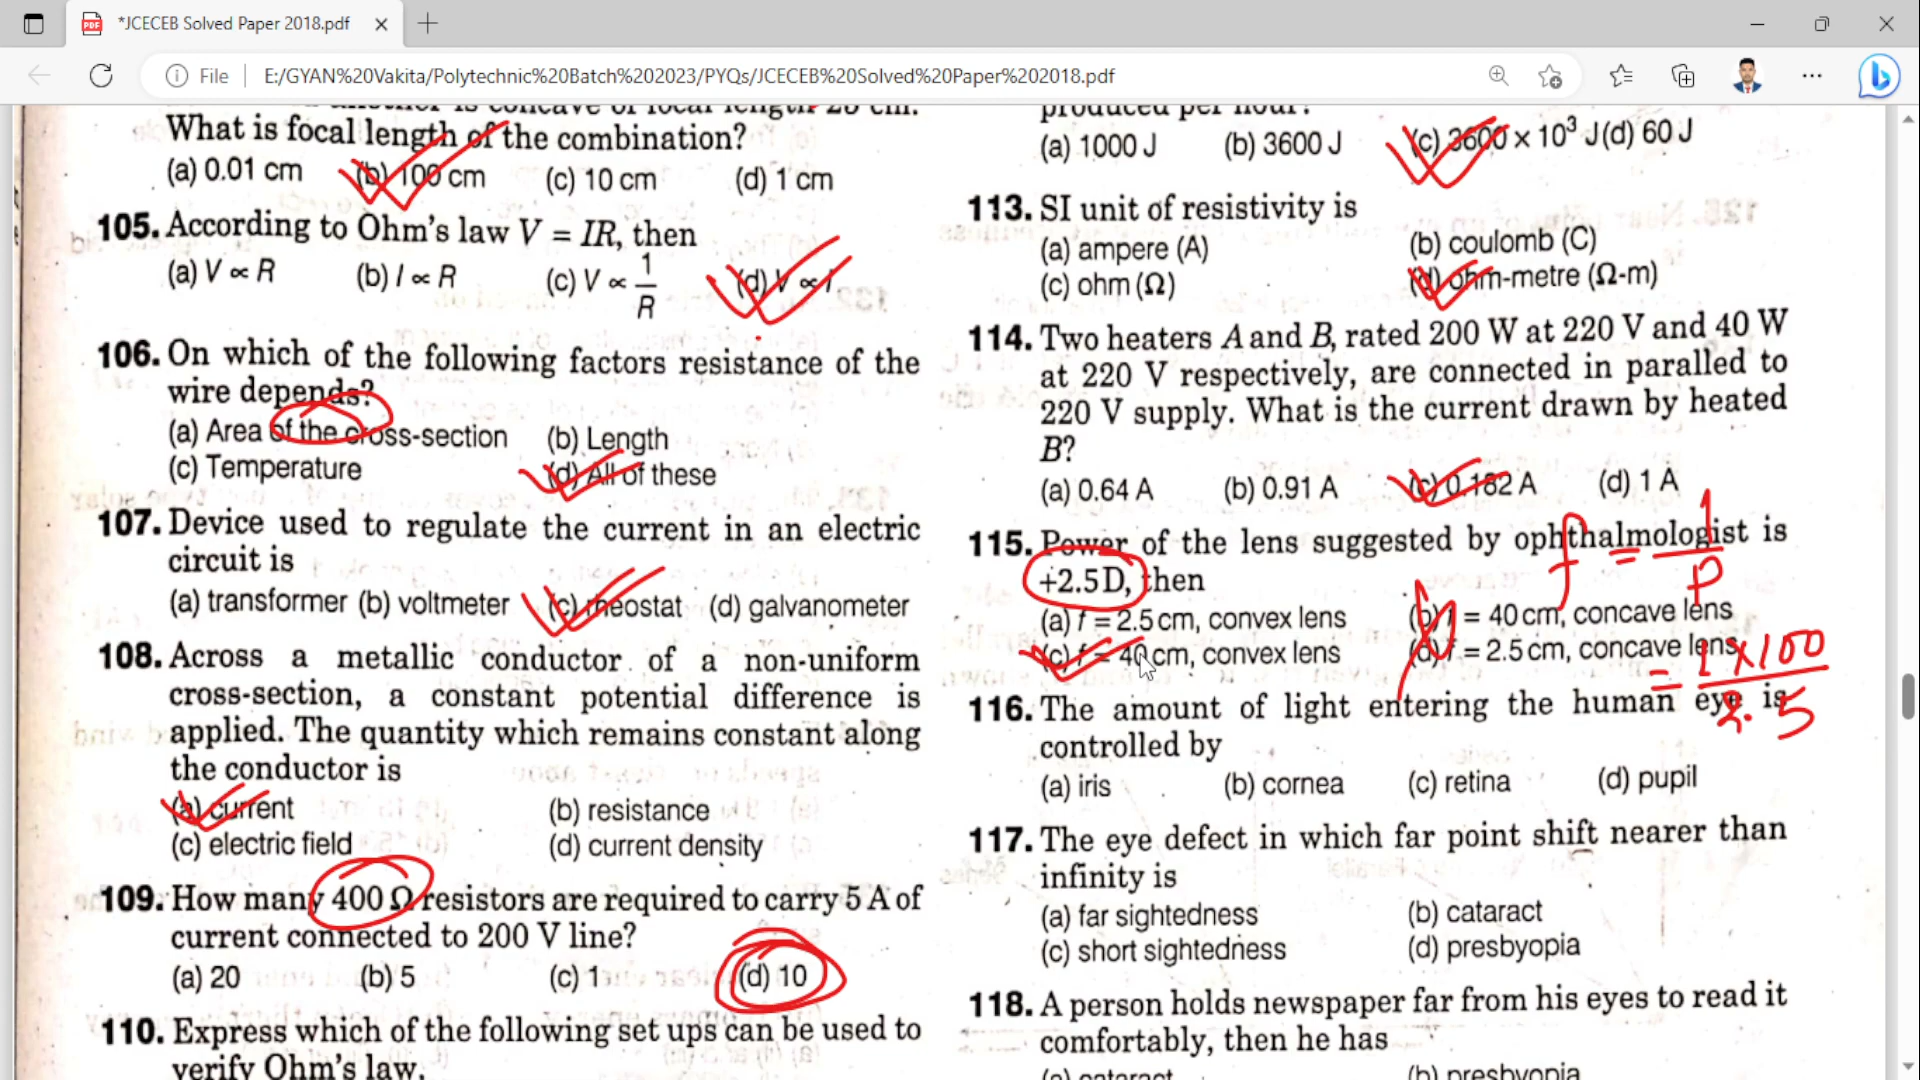 *JCECEB Solved Paper 2018.pdf
File
E:/GYAN%20Vakita/Polytechnic%20Batch%202023/PYQs/JCECEB%20Solved%20Paper%202018.pdf
What is focal length of the combination?
(a) 0.01 cm (b) 100 cm (c) 10 cm (d) 1 cm
105. According to Ohm's law V = IR, then
(a) V ∝ R (b) I ∝ R (c) V ∝ 1/R (d) V ∝ I
106. On which of the following factors resistance of the
wire depends?
(a) Area of the cross-section (b) Length
(c) Temperature (d) All of these
107. Device used to regulate the current in an electric
circuit is
(a) transformer (b) voltmeter (c) rheostat (d) galvanometer
108. Across a metallic conductor of a non-uniform
cross-section, a constant potential difference is
applied. The quantity which remains constant along
the conductor is
(a) current (b) resistance
(c) electric field (d) current density
109. How many 400 Ω resistors are required to carry 5 A of
current connected to 200 V line?
(a) 20 (b) 5 (c) 1 (d) 10
110. Express which of the following set ups can be used to
verify Ohm's law.
produced per hour?
(a) 1000 J (b) 3600 J (c) 3600 × 10³ J (d) 60 J
113. SI unit of resistivity is
(a) ampere (A) (b) coulomb (C)
(c) ohm (Ω) (d) ohm-metre (Ω-m)
114. Two heaters A and B, rated 200 W at 220 V and 40 W
at 220 V respectively, are connected in paralled to
220 V supply. What is the current drawn by heated
B?
(a) 0.64 A (b) 0.91 A (c) 0.182 A (d) 1 A
115. Power of the lens suggested by ophthalmologist is
+2.5 D, then
(a) f = 2.5 cm, convex lens (b) f = 40 cm, concave lens
(c) f = 40 cm, convex lens (d) f = 2.5 cm, concave lens
f = 1/P
= 1×100/2.5
116. The amount of light entering the human eye is
controlled by
(a) iris (b) cornea (c) retina (d) pupil
117. The eye defect in which far point shift nearer than
infinity is
(a) far sightedness (b) cataract
(c) short sightedness (d) presbyopia
118. A person holds newspaper far from his eyes to read it
comfortably, then he has
(a) cataract (b) presbyopia